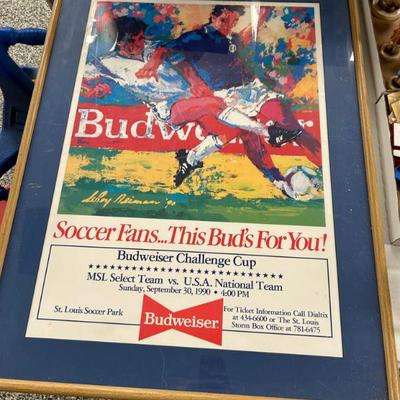 Budweiser
LeRoy Neiman '90
Soccer Fans...This Bud's For You!
Budweiser Challenge Cup
MSL Select Team vs. U.S.A. National Team
Sunday, September 30, 1990 • 4:00 PM
St. Louis Soccer Park
Budweiser
For Ticket Information Call Dialtix
at 434-6600 or The St. Louis
Storm Box Office at 781-6475